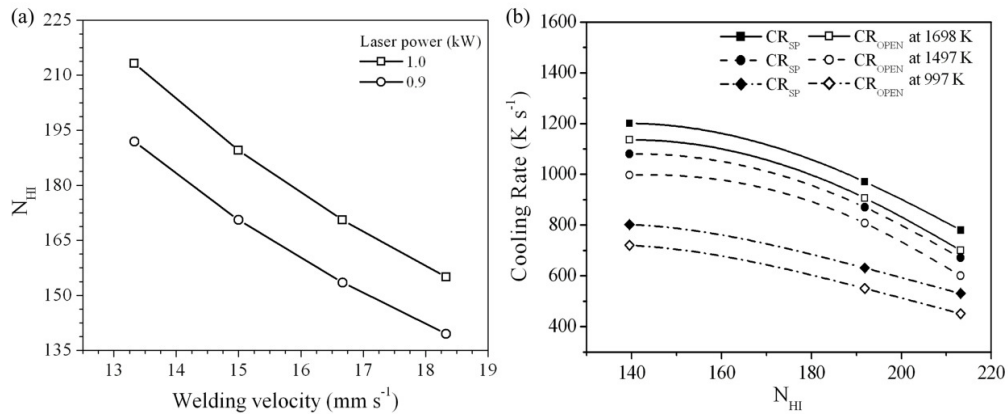 (a)
225
210
195
180
165
150
135
N_HI
13 14 15 16 17 18 19
Welding velocity (mm s⁻¹)
Laser power (kW)
1.0
0.9
(b)
1600
1400
1200
1000
800
600
400
Cooling Rate (K s⁻¹)
140 160 180 200 220
N_HI
CR_SP CR_OPEN at 1698 K
CR_SP CR_OPEN at 1497 K
CR_SP CR_OPEN at 997 K